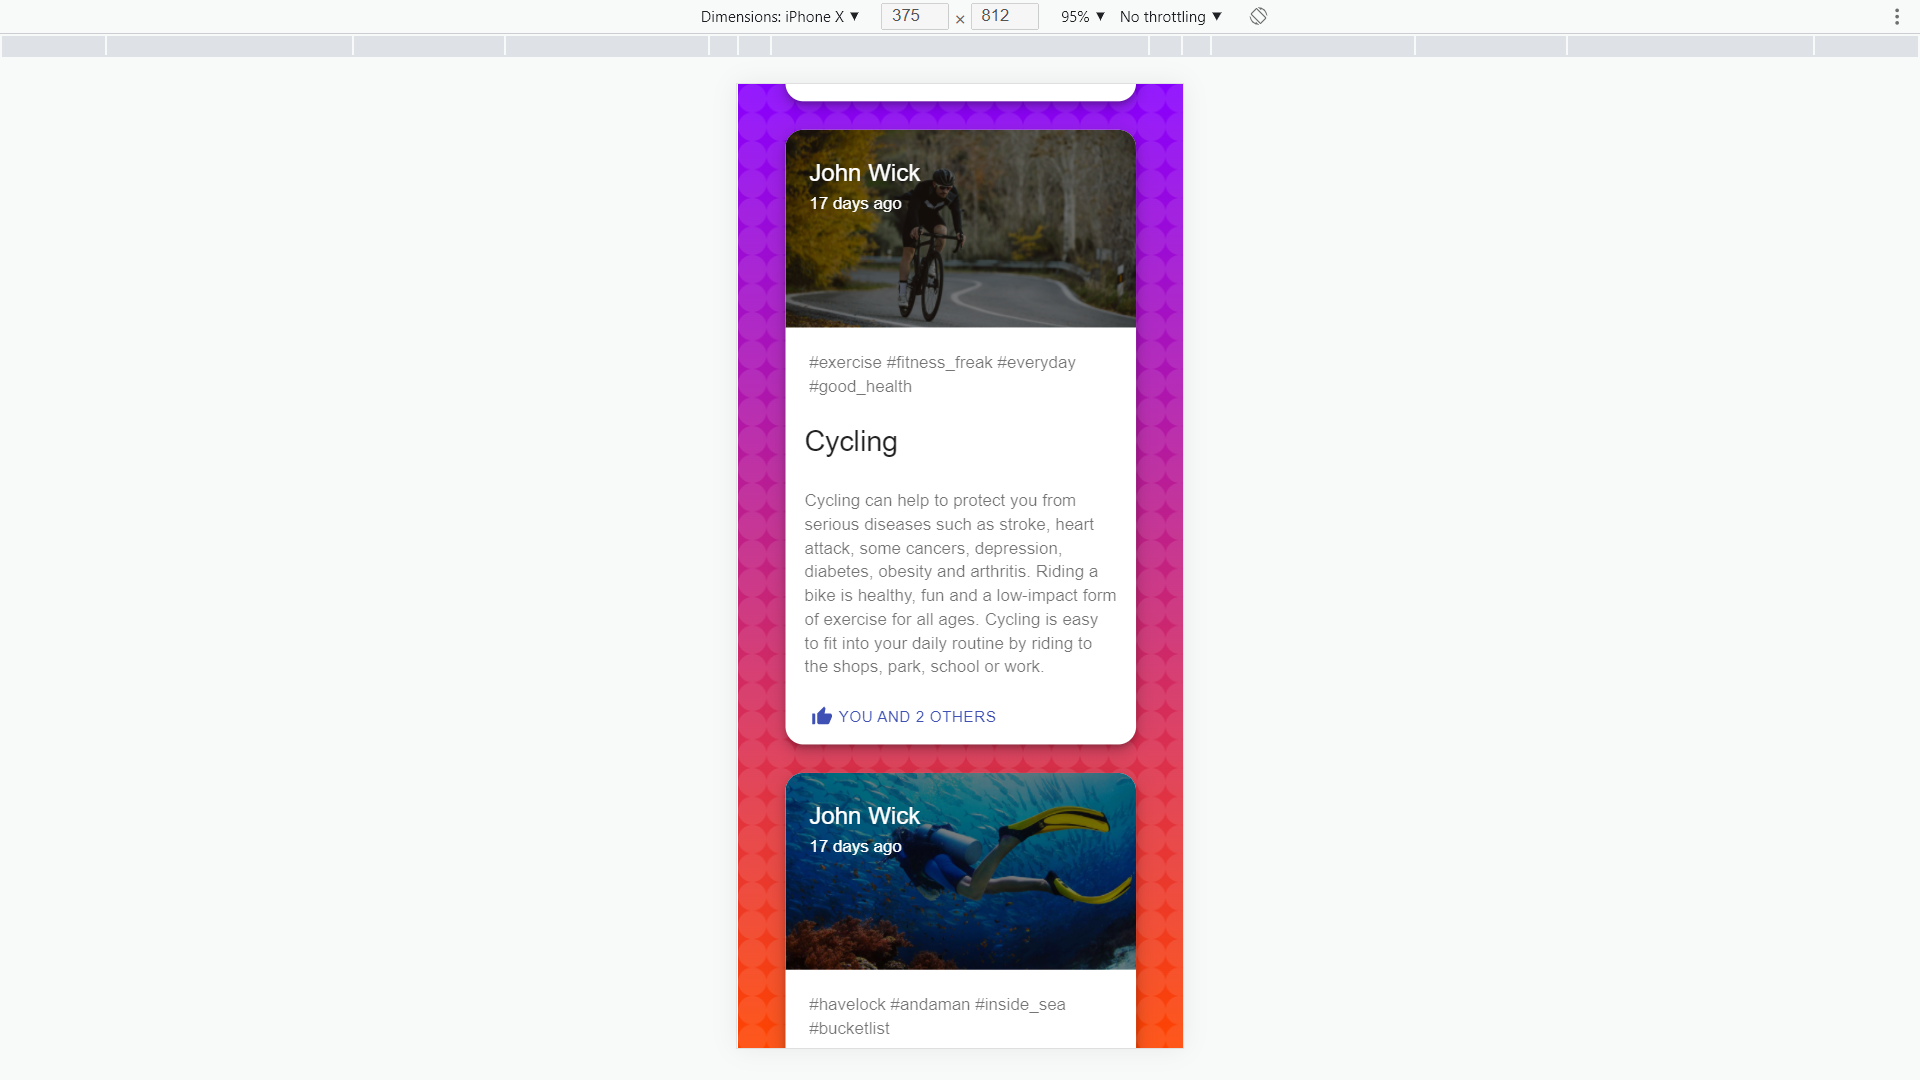 Dimensions: iPhone X ▼ 375 × 812 95% ▼ No throttling ▼
John Wick
17 days ago
#exercise #fitness_freak #everyday
#good_health
Cycling
Cycling can help to protect you from
serious diseases such as stroke, heart
attack, some cancers, depression,
diabetes, obesity and arthritis. Riding a
bike is healthy, fun and a low-impact form
of exercise for all ages. Cycling is easy
to fit into your daily routine by riding to
the shops, park, school or work.
YOU AND 2 OTHERS
John Wick
17 days ago
#havelock #andaman #inside_sea
#bucketlist